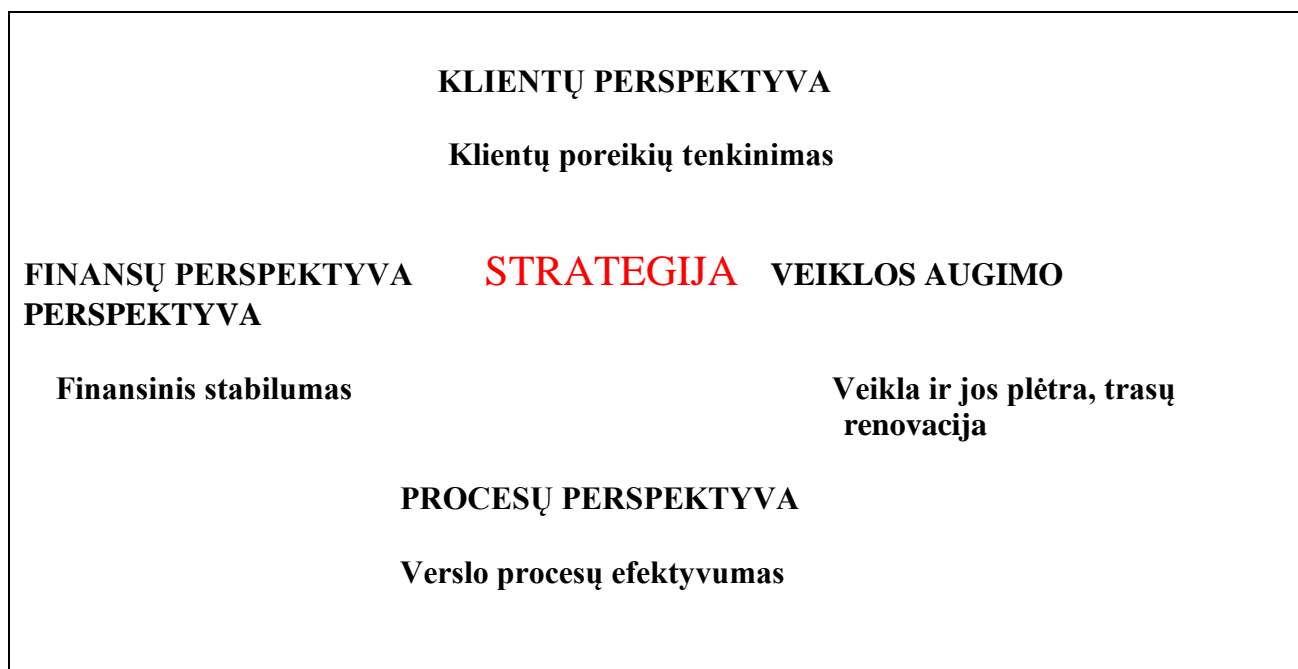 KLIENTŲ PERSPEKTYVA
Klientų poreikių tenkinimas
FINANSŲ PERSPEKTYVA STRATEGIJA VEIKLOS AUGIMO
PERSPEKTYVA
Finansinis stabilumas Veikla ir jos plėtra, trasų
renovacija
PROCESŲ PERSPEKTYVA
Verslo procesų efektyvumas